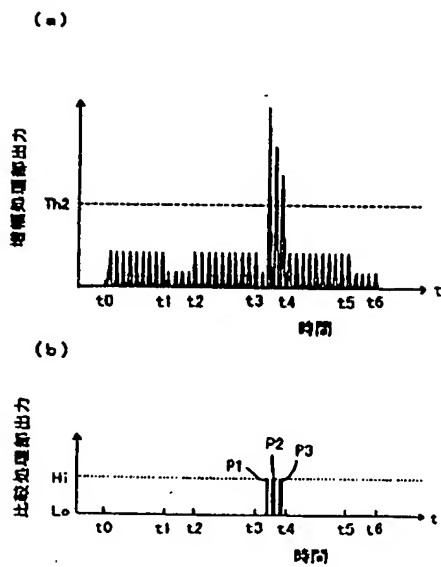 (a)
増幅処理部出力
Th2
t0 t1 t2 t3 t4 t5 t6 t
時間
(b)
比較処理部出力
P1 P2 P3
Hi
Lo
t0 t1 t2 t3 t4 t5 t6 t
時間